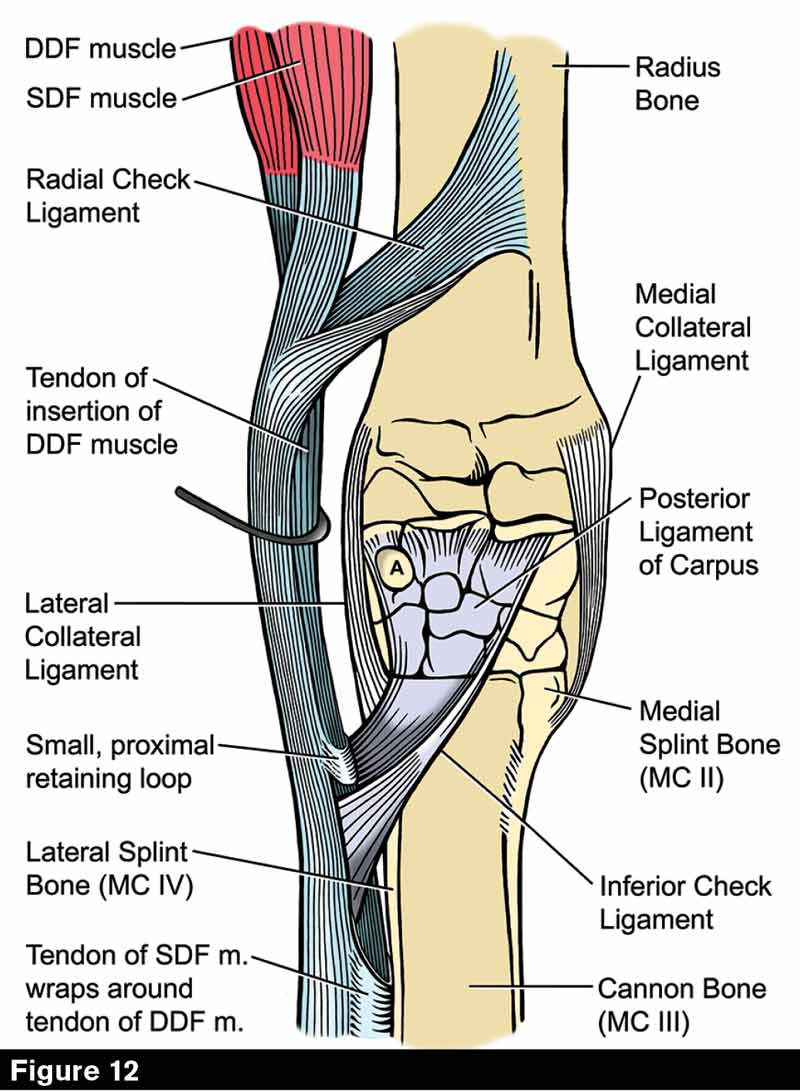 DDF muscle
SDF muscle
Radial Check
Ligament
Tendon of
insertion of
DDF muscle
Lateral
Collateral
Ligament
Small, proximal
retaining loop
Lateral Splint
Bone (MC IV)
Tendon of SDF m.
wraps around
tendon of DDF m.
A
Radius
Bone
Medial
Collateral
Ligament
Posterior
Ligament
of Carpus
Medial
Splint Bone
(MC II)
Inferior Check
Ligament
Cannon Bone
(MC III)
Figure 12